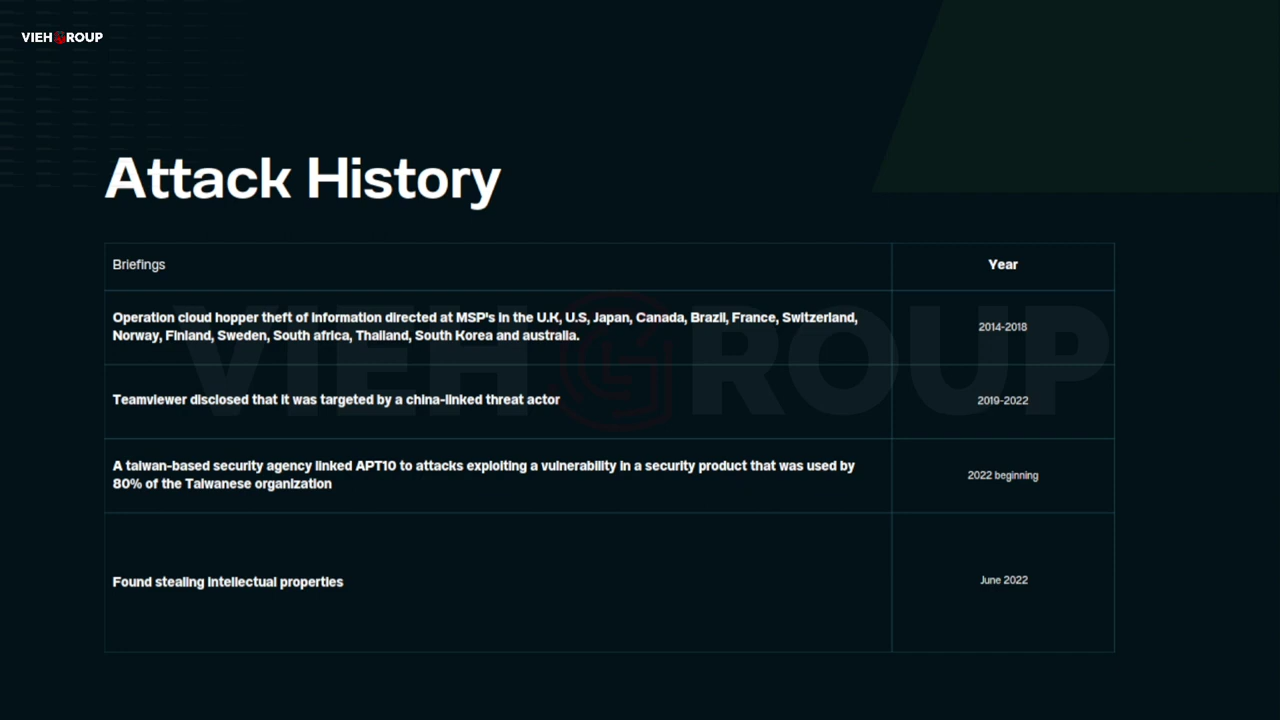 VIEH ROUP
Attack History
Briefings
Year
Operation cloud hopper theft of information directed at MSP's in the U.K, U.S, Japan, Canada, Brazil, France, Switzerland,
Norway, Finland, Sweden, South africa, Thailand, South Korea and australia.
2014-2018
Teamviewer disclosed that it was targeted by a china-linked threat actor
2019-2022
A taiwan-based security agency linked APT10 to attacks exploiting a vulnerability in a security product that was used by
80% of the Taiwanese organization
2022 beginning
Found stealing intellectual properties
June 2022
VIEH ROUP